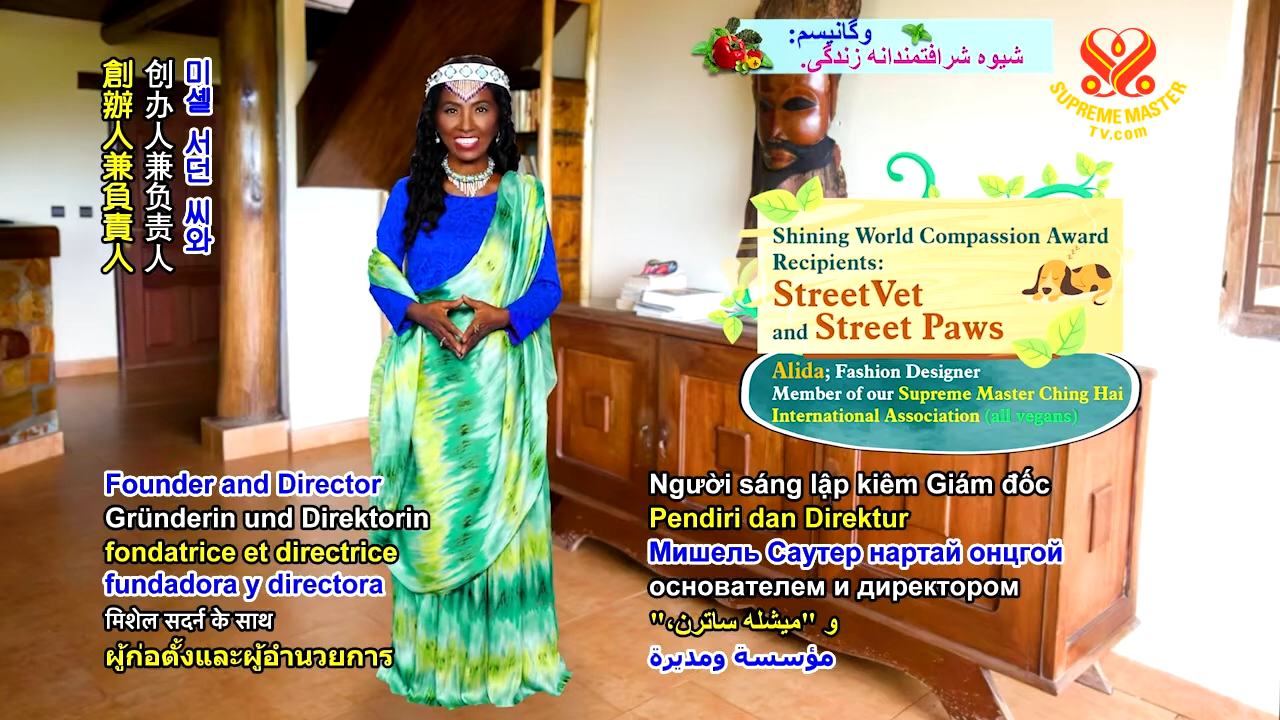 وگانیسم:
شیوه شرافتمندانه زندگی.
SUPREME MASTER
TV.com
創辦人兼負責人
创办人兼负责人
미셸 서던 씨와
Shining World Compassion Award
Recipients:
StreetVet
and Street Paws
zzz
Alida; Fashion Designer
Member of our Supreme Master Ching Hai
International Association (all vegans)
Founder and Director
Gründerin und Direktorin
fondatrice et directrice
fundadora y directora
मिशेल सदर्न के साथ
ผู้ก่อตั้งและผู้อำนวยการ
Người sáng lập kiêm Giám đốc
Pendiri dan Direktur
Мишель Саутер нартай онцгой
основателем и директором
و "میشله ساترن،"
مؤسسة ومديرة